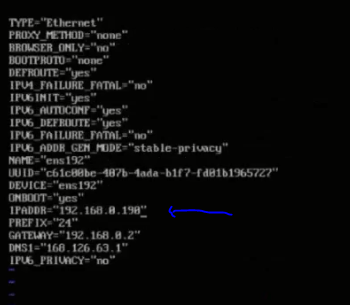 TYPE="Ethernet"
PROXY_METHOD="none"
BROWSER_ONLY="no"
BOOTPROTO="none"
DEFROUTE="yes"
IPV4_FAILURE_FATAL="no"
IPV6INIT="yes"
IPV6_AUTOCONF="yes"
IPV6_DEFROUTE="yes"
IPV6_FAILURE_FATAL="no"
IPV6_ADDR_GEN_MODE="stable-privacy"
NAME="ens192"
UUID="c61c00be-407b-4ada-b1f7-fd01b1965727"
DEVICE="ens192"
ONBOOT="yes"
IPADDR="192.168.0.190"
PREFIX="24"
GATEWAY="192.168.0.2"
DNS1="168.126.63.1"
IPV6_PRIVACY="no"
~
~
~